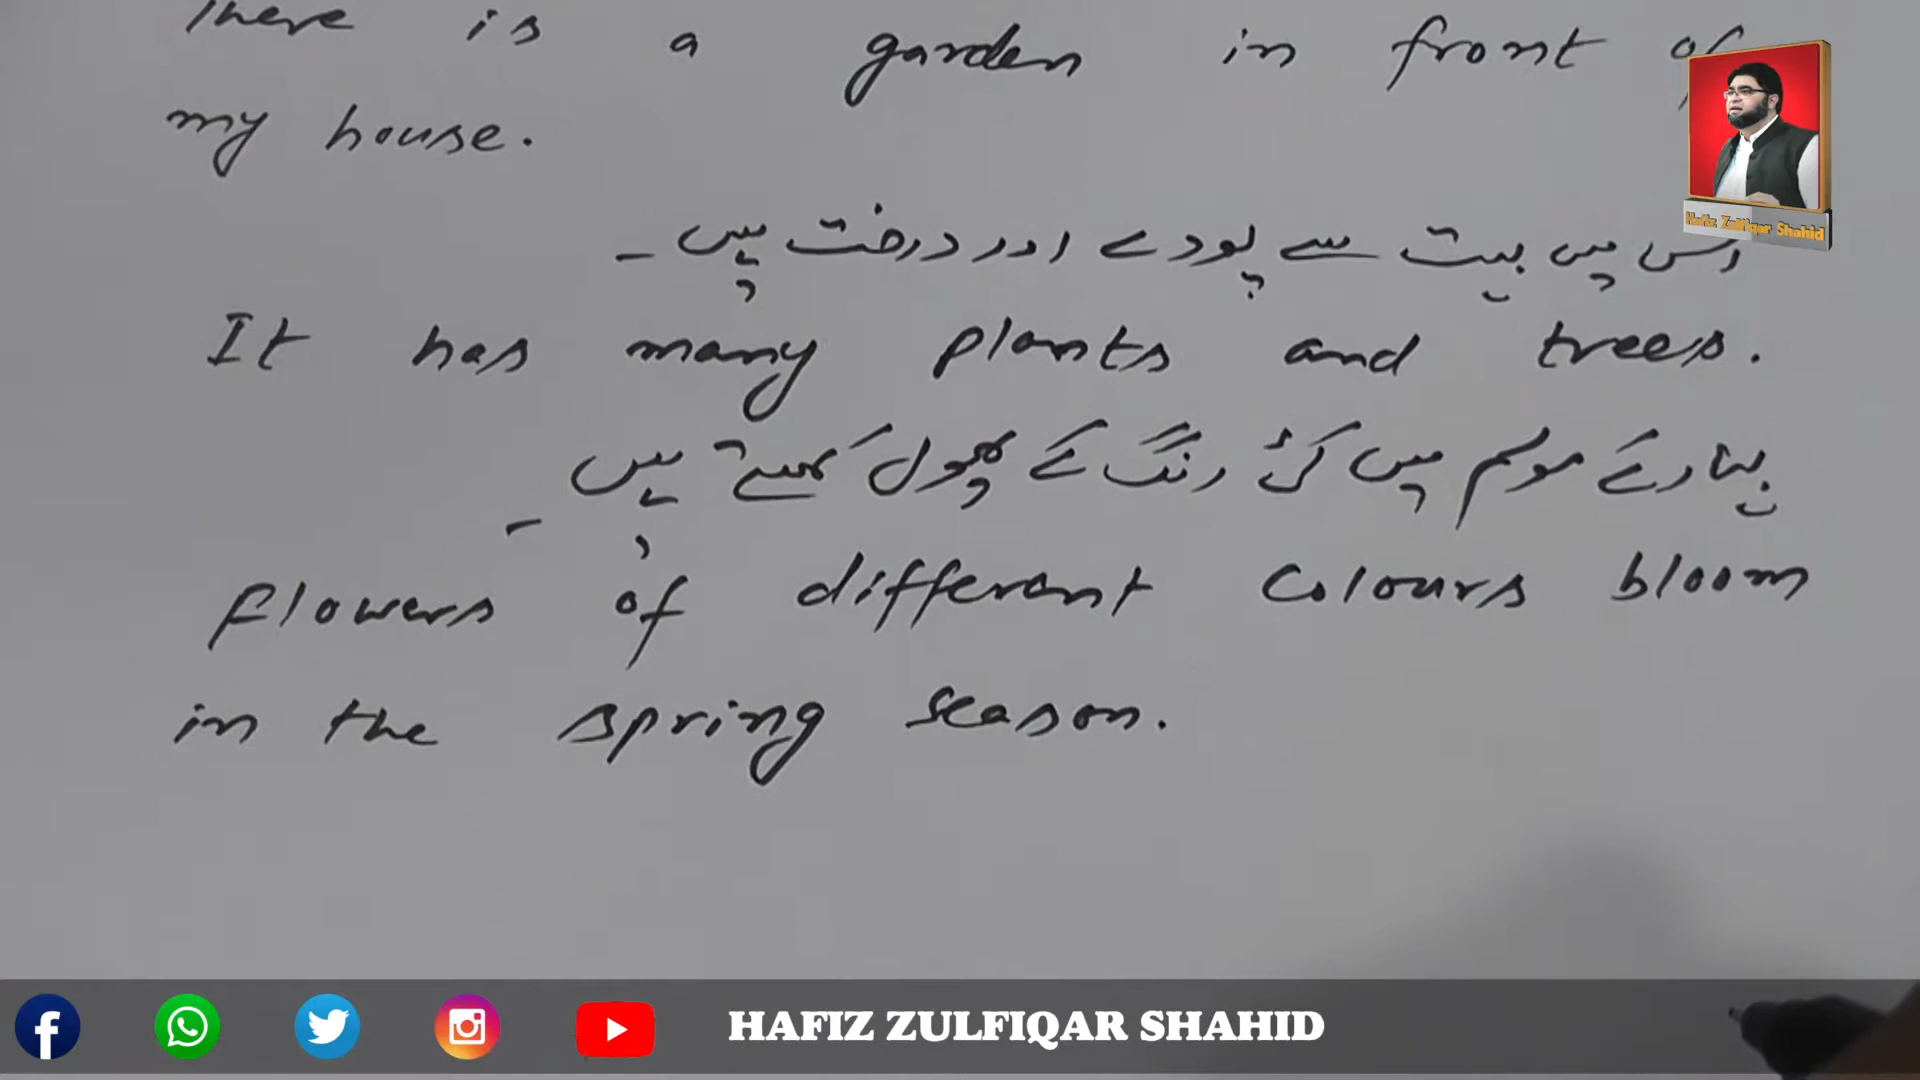 There is a garden in front of
my house.
اس میں بہت سے پودے اور درخت ہیں۔
It has many plants and trees.
بہار کے موسم میں کئی رنگ کے پھول کھلتے ہیں۔
flowers of different colours bloom
in the spring season.
Hafiz Zulfiqar Shahid
HAFIZ ZULFIQAR SHAHID